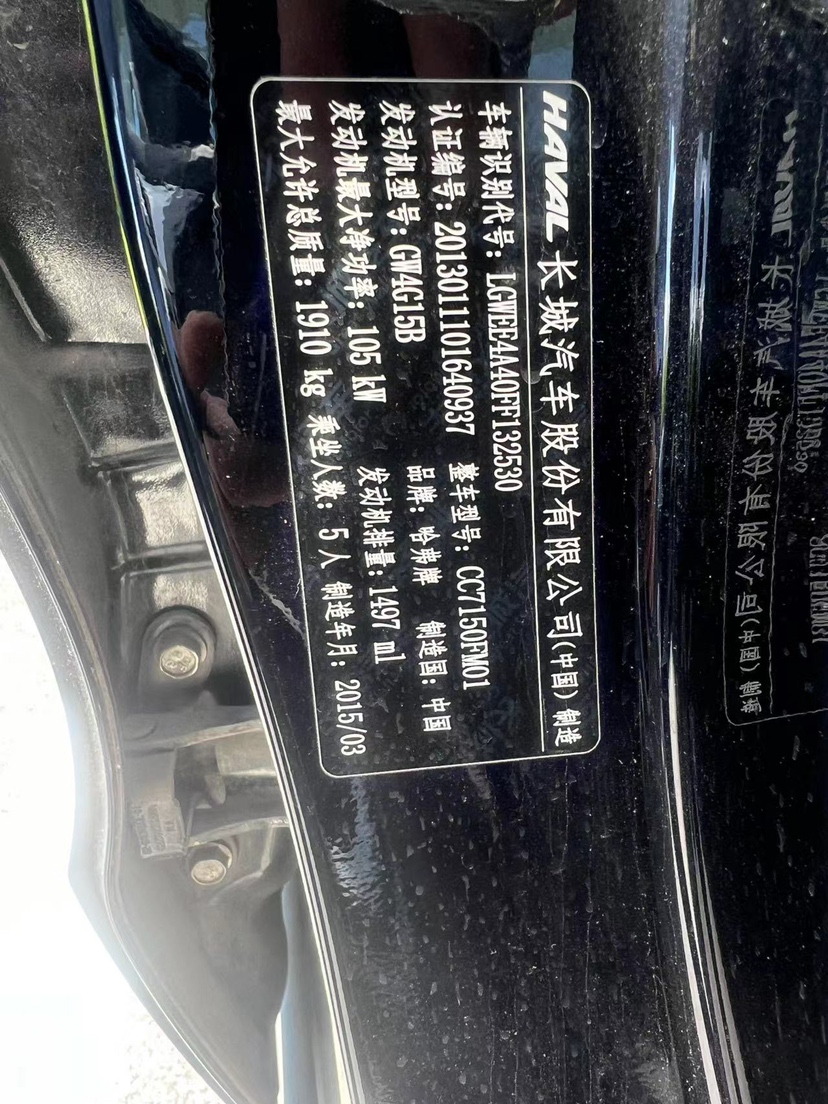 HAVAL 长城汽车股份有限公司(中国) 制造
车辆识别代号: LGWEE4A40FF132530
认证编号: 2013011101640937 整车型号: CC7150FM01
发动机型号: GW4G15B 品牌: 哈弗牌 制造国: 中国
发动机最大净功率: 105 kW 发动机排量: 1497 ml
最大允许总质量: 1910 kg 乘坐人数: 5人 制造年月: 2015/03